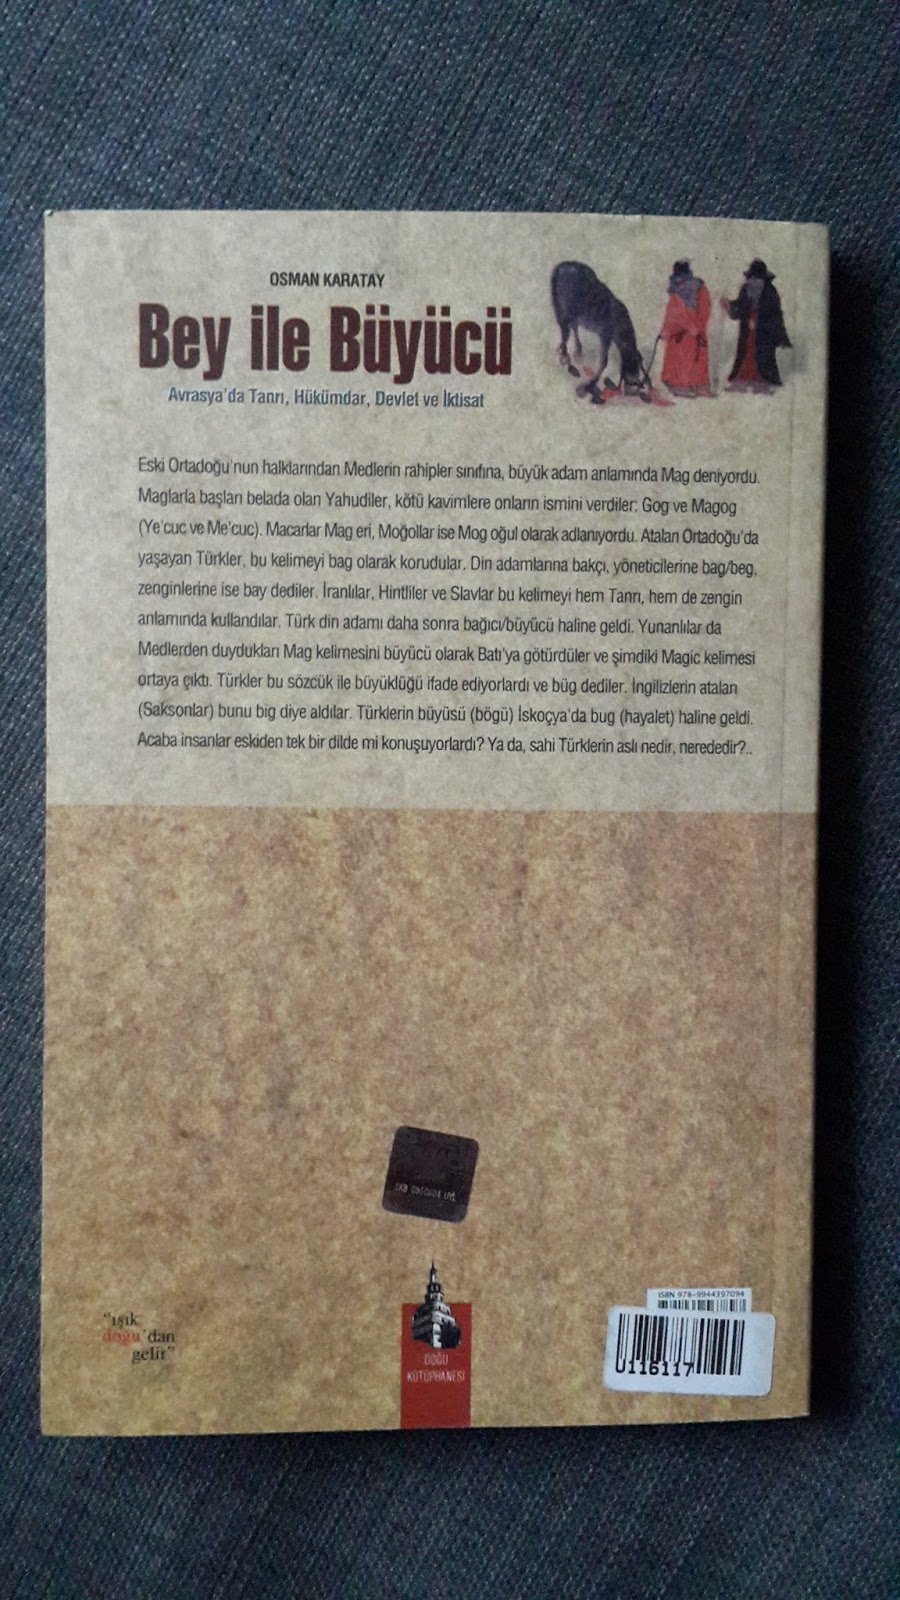 OSMAN KARATAY
Bey ile Büyücü
Avrasya'da Tanrı, Hükümdar, Devlet ve İktisat
Eski Ortadoğu'nun halklarından Medlerin rahipler sınıfına, büyük adam anlamında Mag deniyordu.
Maglarla başları belada olan Yahudiler, kötü kavimlere onların ismini verdiler: Gog ve Magog
(Ye'cuc ve Me'cuc). Macarlar Mag eri, Moğollar ise Mog oğul olarak adlanıyordu. Ataları Ortadoğu'da
yaşayan Türkler, bu kelimeyi bag olarak korudular. Din adamlarına bakçı, yöneticilerine bag/beg,
zenginlerine ise bay dediler. İranlılar, Hintliler ve Slavlar bu kelimeyi hem Tanrı, hem de zengin
anlamında kullandılar. Türk din adamı daha sonra bağıcı/büyücü haline geldi. Yunanlılar da
Medlerden duydukları Mag kelimesini büyücü olarak Batı'ya götürdüler ve şimdiki Magic kelimesi
ortaya çıktı. Türkler bu sözcük ile büyüklüğü ifade ediyorlardı ve büg dediler. İngilizlerin ataları
(Saksonlar) bunu big diye aldılar. Türklerin büyüsü (bögü) İskoçya'da bug (hayalet) haline geldi.
Acaba insanlar eskiden tek bir dilde mi konuşuyorlardı? Ya da, sahi Türklerin aslı nedir, nerededir?..
"ışık
doğu'dan
gelir"
DOĞU
KÜTÜPHANESİ
ISBN 978-9944397094
U116117